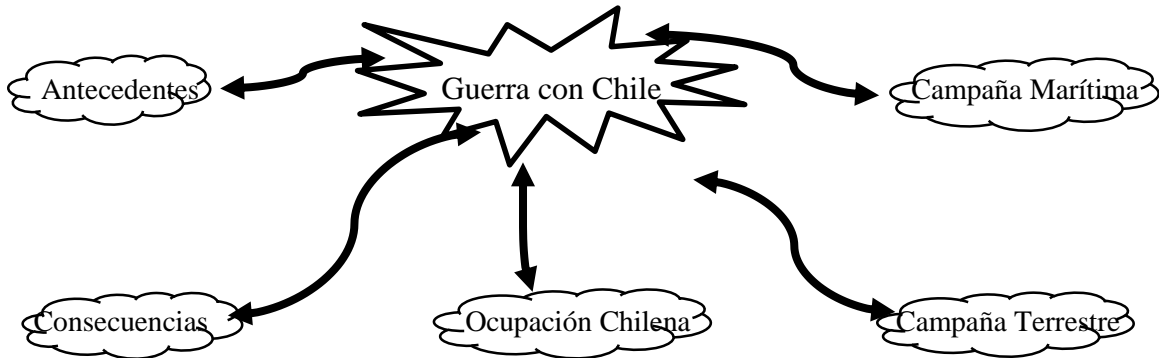 Guerra con Chile
Antecedentes
Campaña Marítima
Consecuencias
Ocupación Chilena
Campaña Terrestre